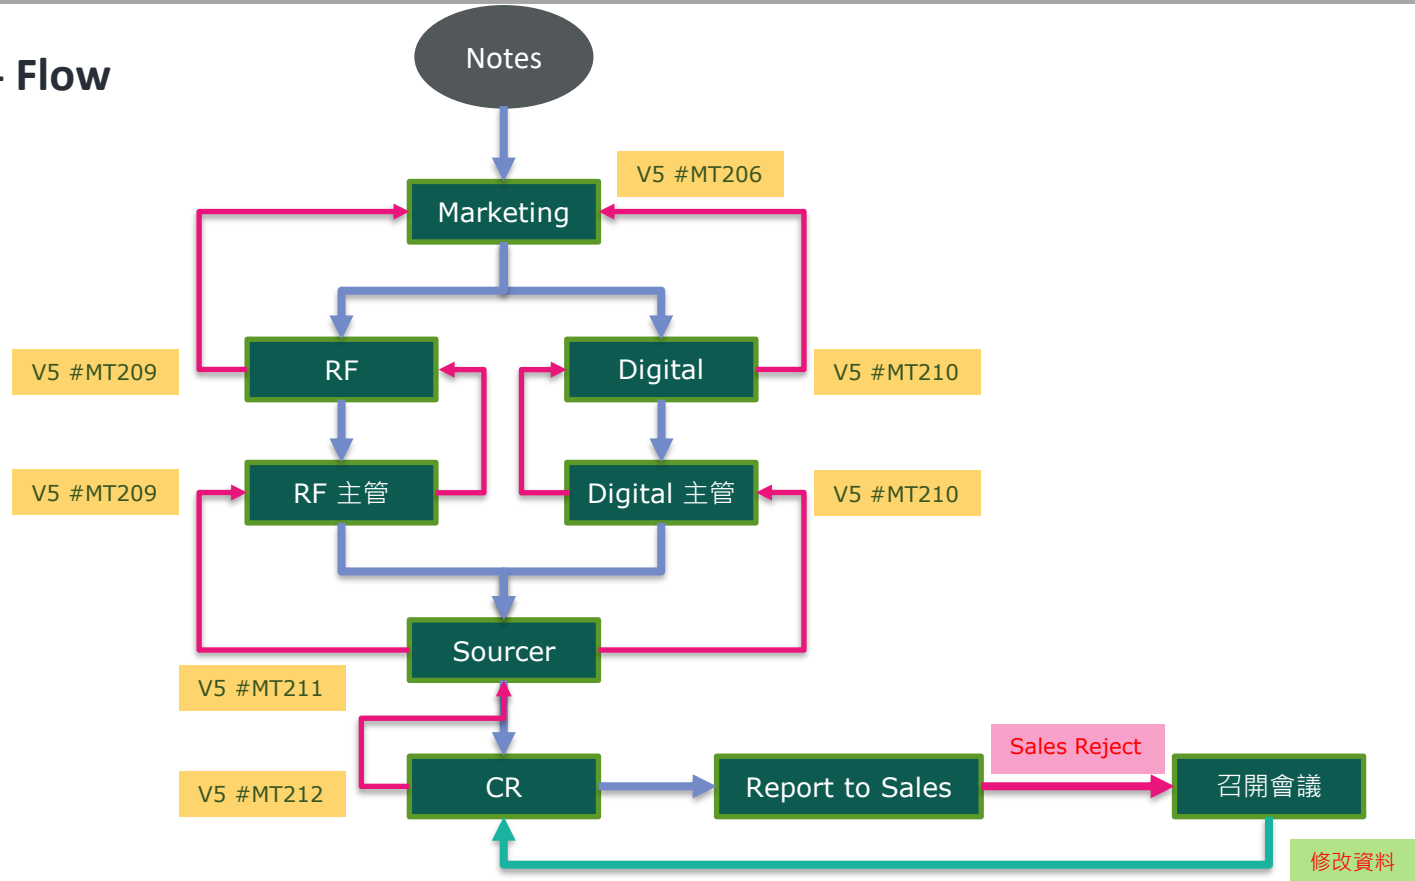 - Flow
Notes
V5 #MT206
Marketing
V5 #MT209
RF
Digital
V5 #MT210
V5 #MT209
RF 主管
Digital 主管
V5 #MT210
Sourcer
V5 #MT211
Sales Reject
V5 #MT212
CR
Report to Sales
召開會議
修改資料